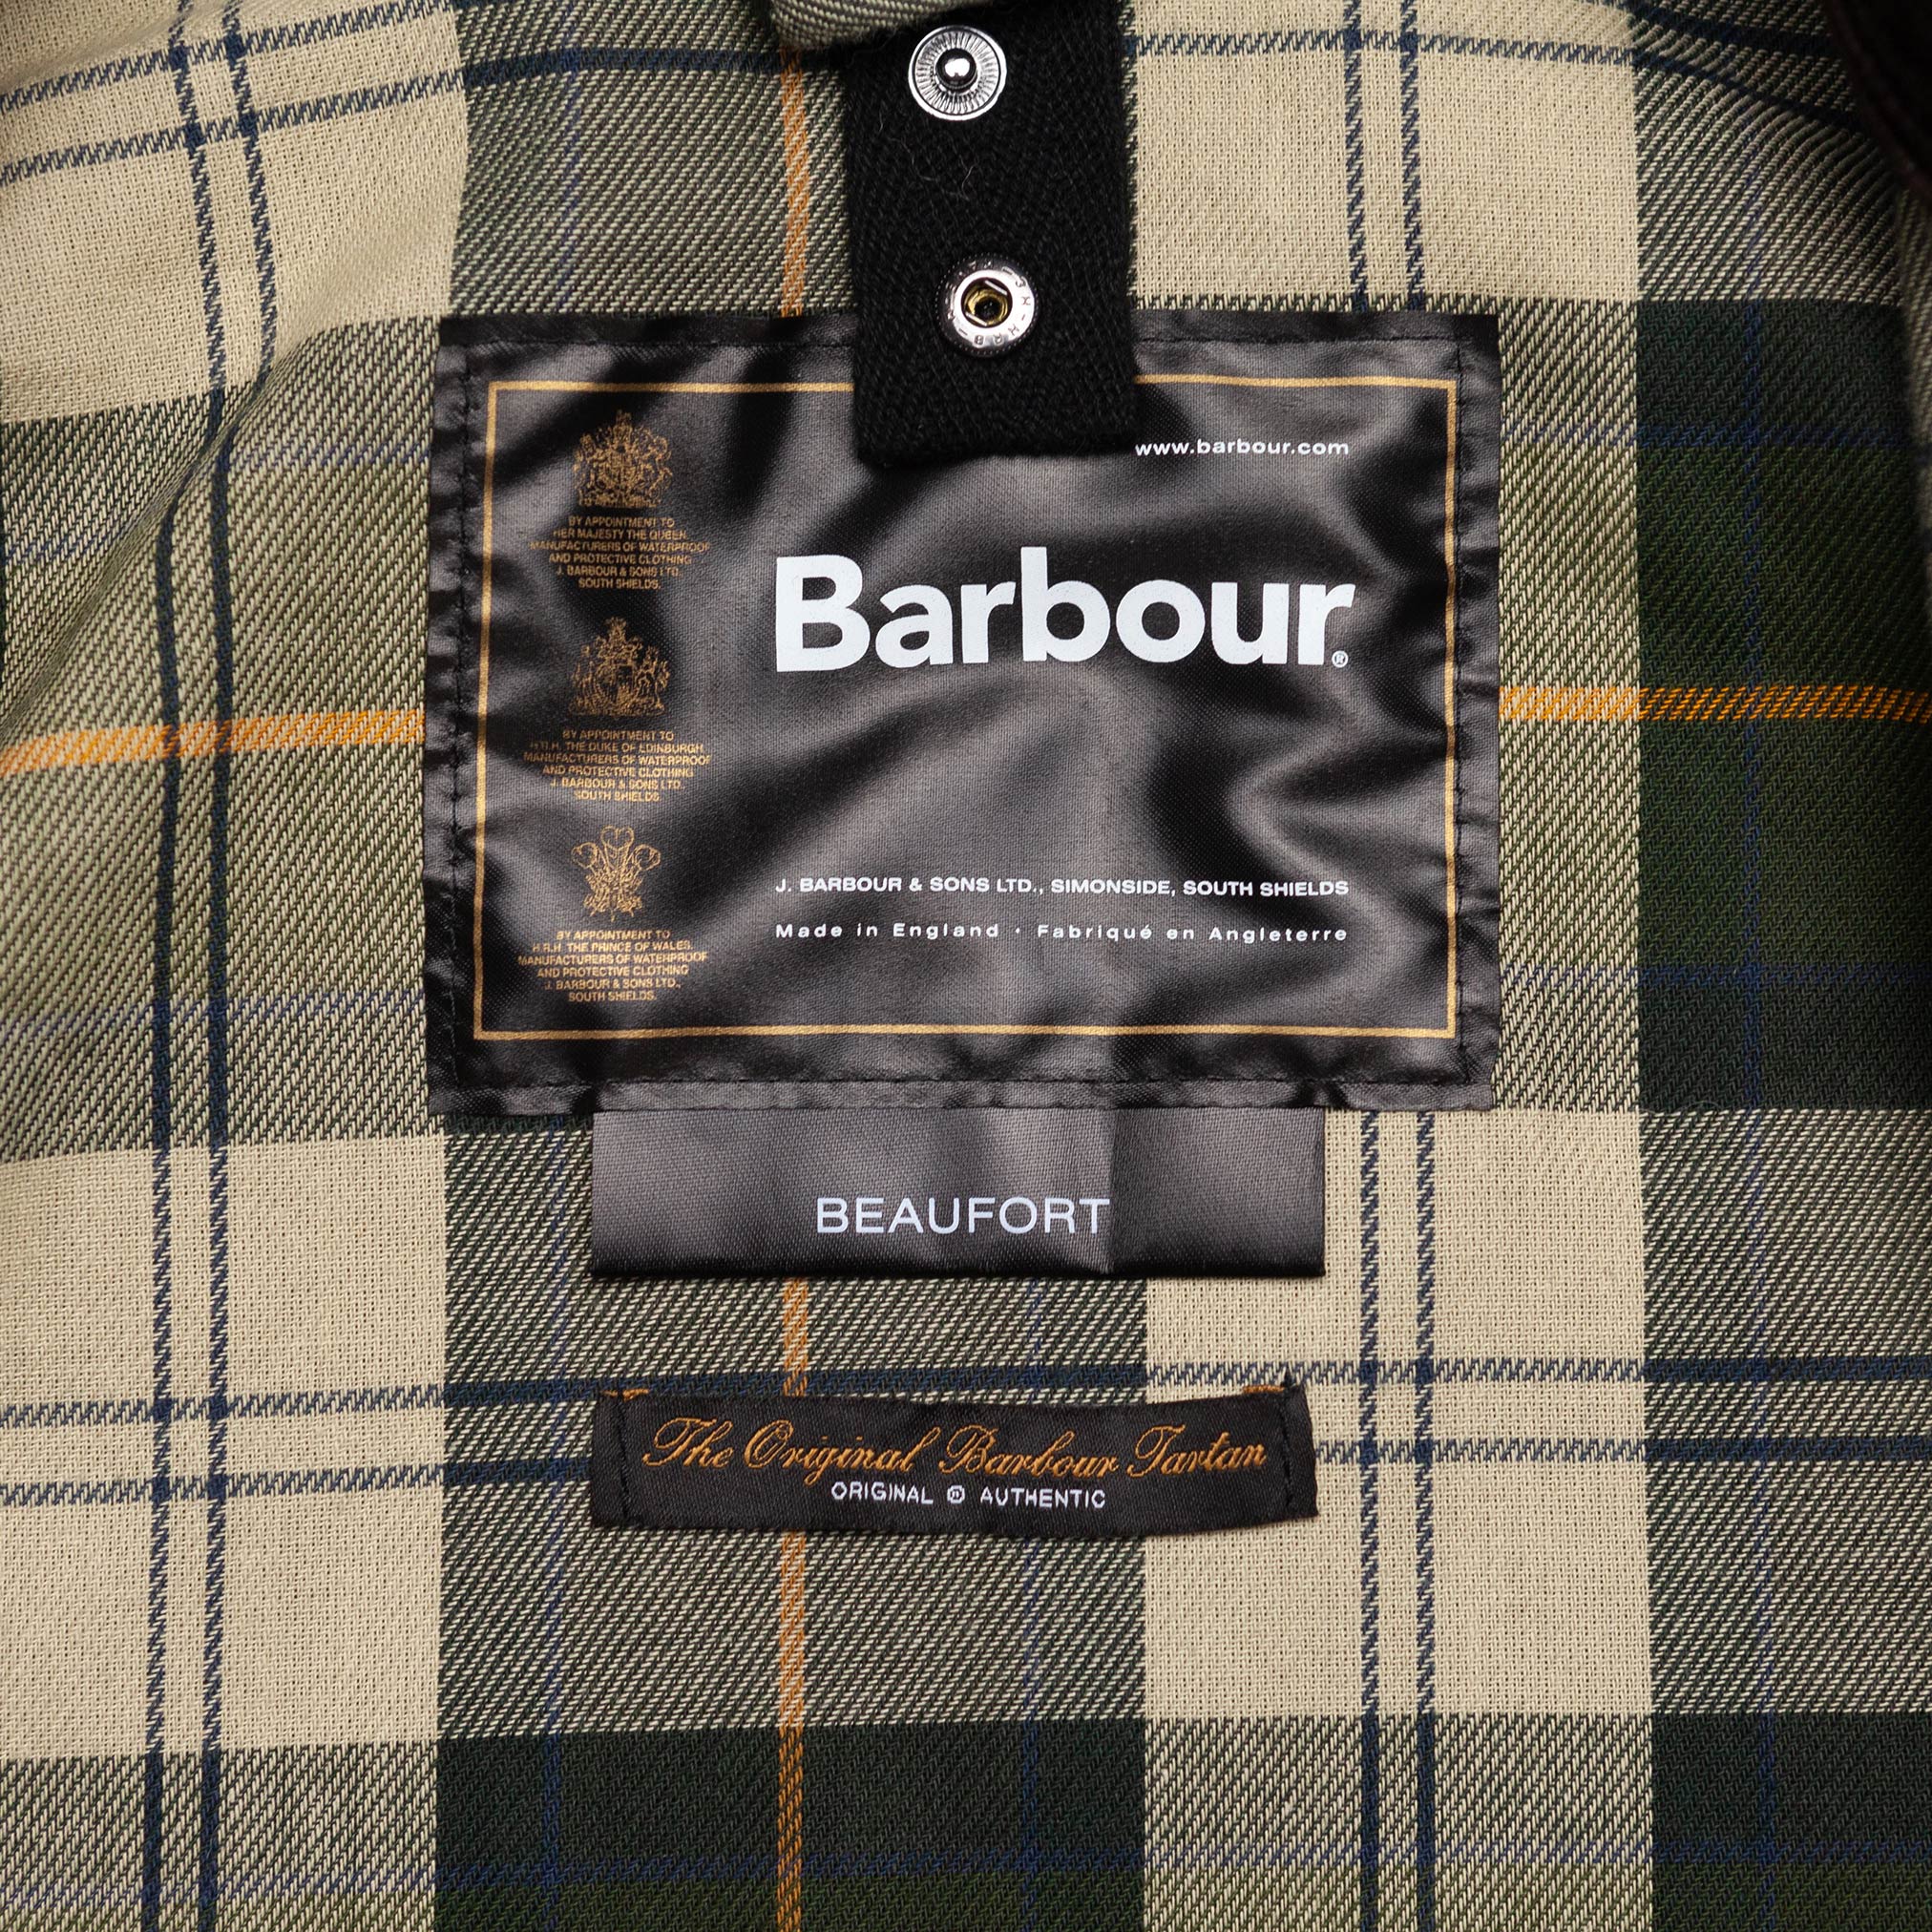 www.barbour.com
BY APPOINTMENT TO
HER MAJESTY THE QUEEN
MANUFACTURERS OF WATERPROOF
AND PROTECTIVE CLOTHING
J. BARBOUR & SONS LTD.
SOUTH SHIELDS.
BY APPOINTMENT TO
H.R.H. THE DUKE OF EDINBURGH
MANUFACTURERS OF WATERPROOF
AND PROTECTIVE CLOTHING
J. BARBOUR & SONS LTD.
SOUTH SHIELDS
BY APPOINTMENT TO
H.R.H. THE PRINCE OF WALES.
MANUFACTURERS OF WATERPROOF
AND PROTECTIVE CLOTHING
J. BARBOUR & SONS LTD.,
SOUTH SHIELDS.
Barbour®
J. BARBOUR & SONS LTD., SIMONSIDE, SOUTH SHIELDS
Made in England · Fabriqué en Angleterre
BEAUFORT
The Original Barbour Tartan
ORIGINAL ® AUTHENTIC